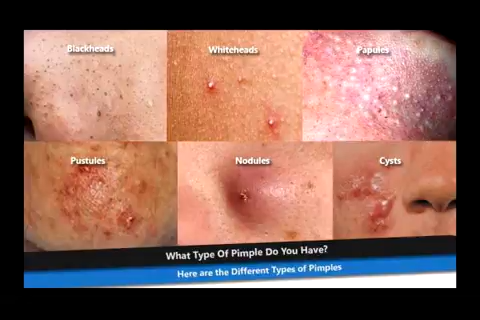 Blackheads
Whiteheads
Papules
Pustules
Nodules
Cysts
What Type Of Pimple Do You Have?
Here are the Different Types of Pimples